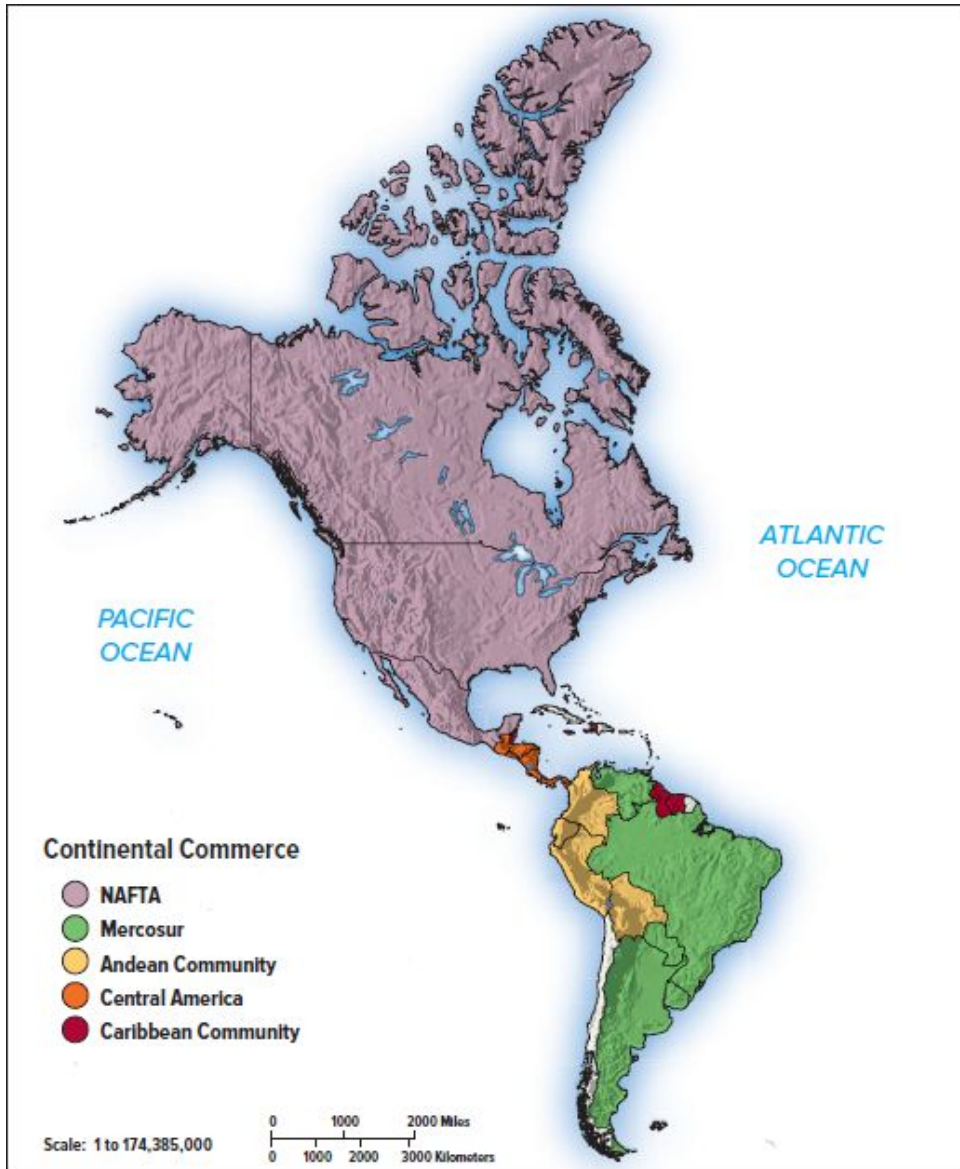 ATLANTIC
OCEAN
PACIFIC
OCEAN
Continental Commerce
NAFTA
Mercosur
Andean Community
Central America
Caribbean Community
Scale: 1 to 174,385,000
0 1000 2000 Miles
0 1000 2000 3000 Kilometers